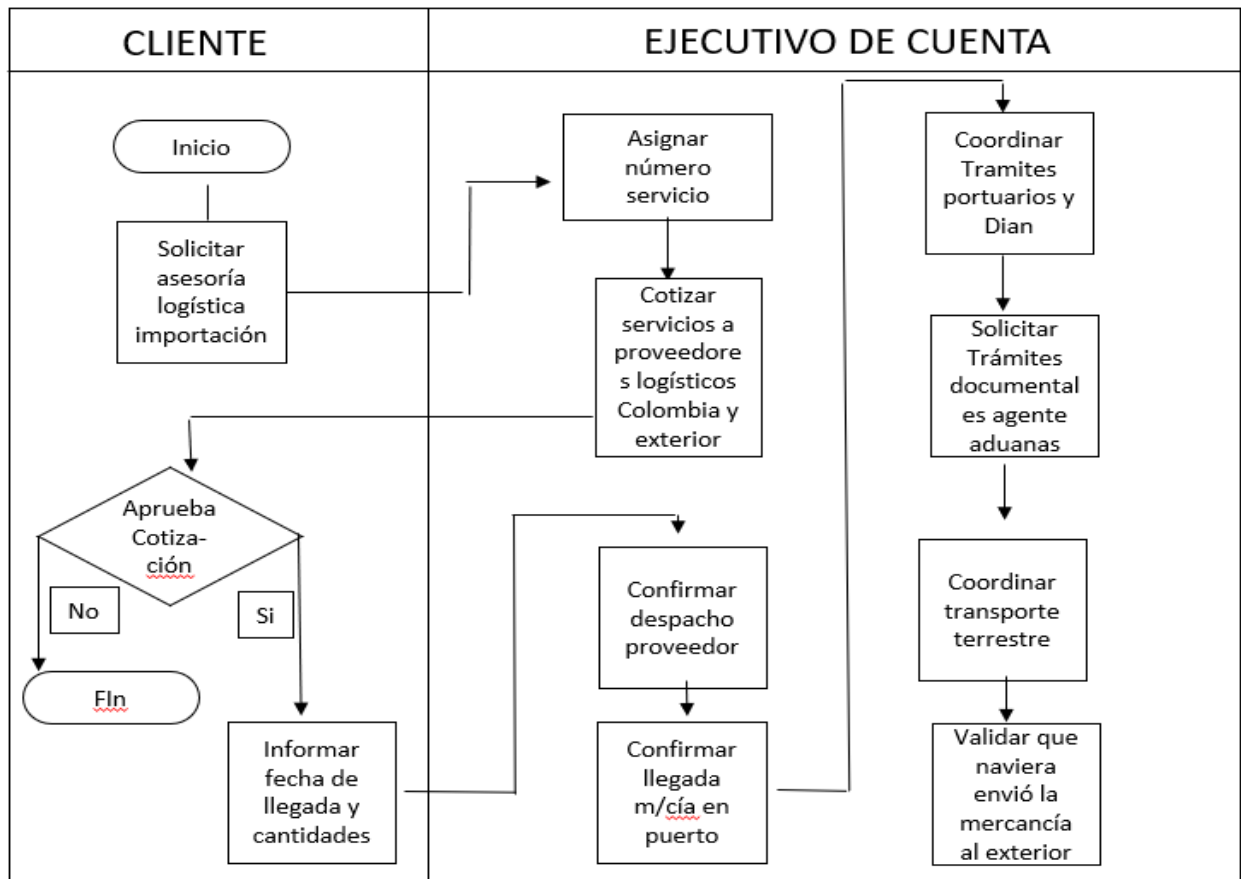 CLIENTE
EJECUTIVO DE CUENTA
Inicio
Solicitar
asesoría
logística
importación
Asignar
número
servicio
Cotizar
servicios a
proveedore
s logísticos
Colombia y
exterior
Aprueba
Cotiza-
ción
No
Si
FIn
Informar
fecha de
llegada y
cantidades
Confirmar
despacho
proveedor
Confirmar
llegada
m/cía en
puerto
Coordinar
Tramites
portuarios y
Dian
Solicitar
Trámites
documental
es agente
aduanas
Coordinar
transporte
terrestre
Validar que
naviera
envió la
mercancía
al exterior